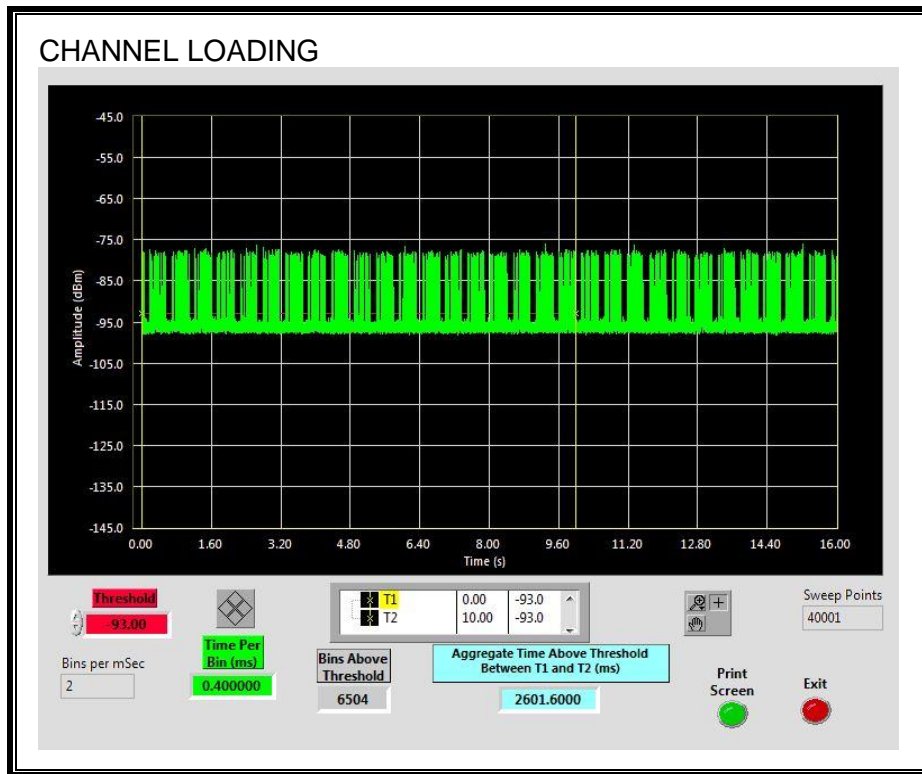 CHANNEL LOADING
-45.0
-55.0
-65.0
-75.0
-85.0
-95.0
-105.0
-115.0
-125.0
-135.0
-145.0
Amplitude (dBm)
0.00 1.60 3.20 4.80 6.40 8.00 9.60 11.20 12.80 14.40 16.00
Time (s)
Threshold
-93.00
Bins per mSec
2
Time Per
Bin (ms)
0.400000
T1 0.00 -93.0
T2 10.00 -93.0
Bins Above
Threshold
6504
Aggregate Time Above Threshold
Between T1 and T2 (ms)
2601.6000
Sweep Points
40001
Print
Screen
Exit